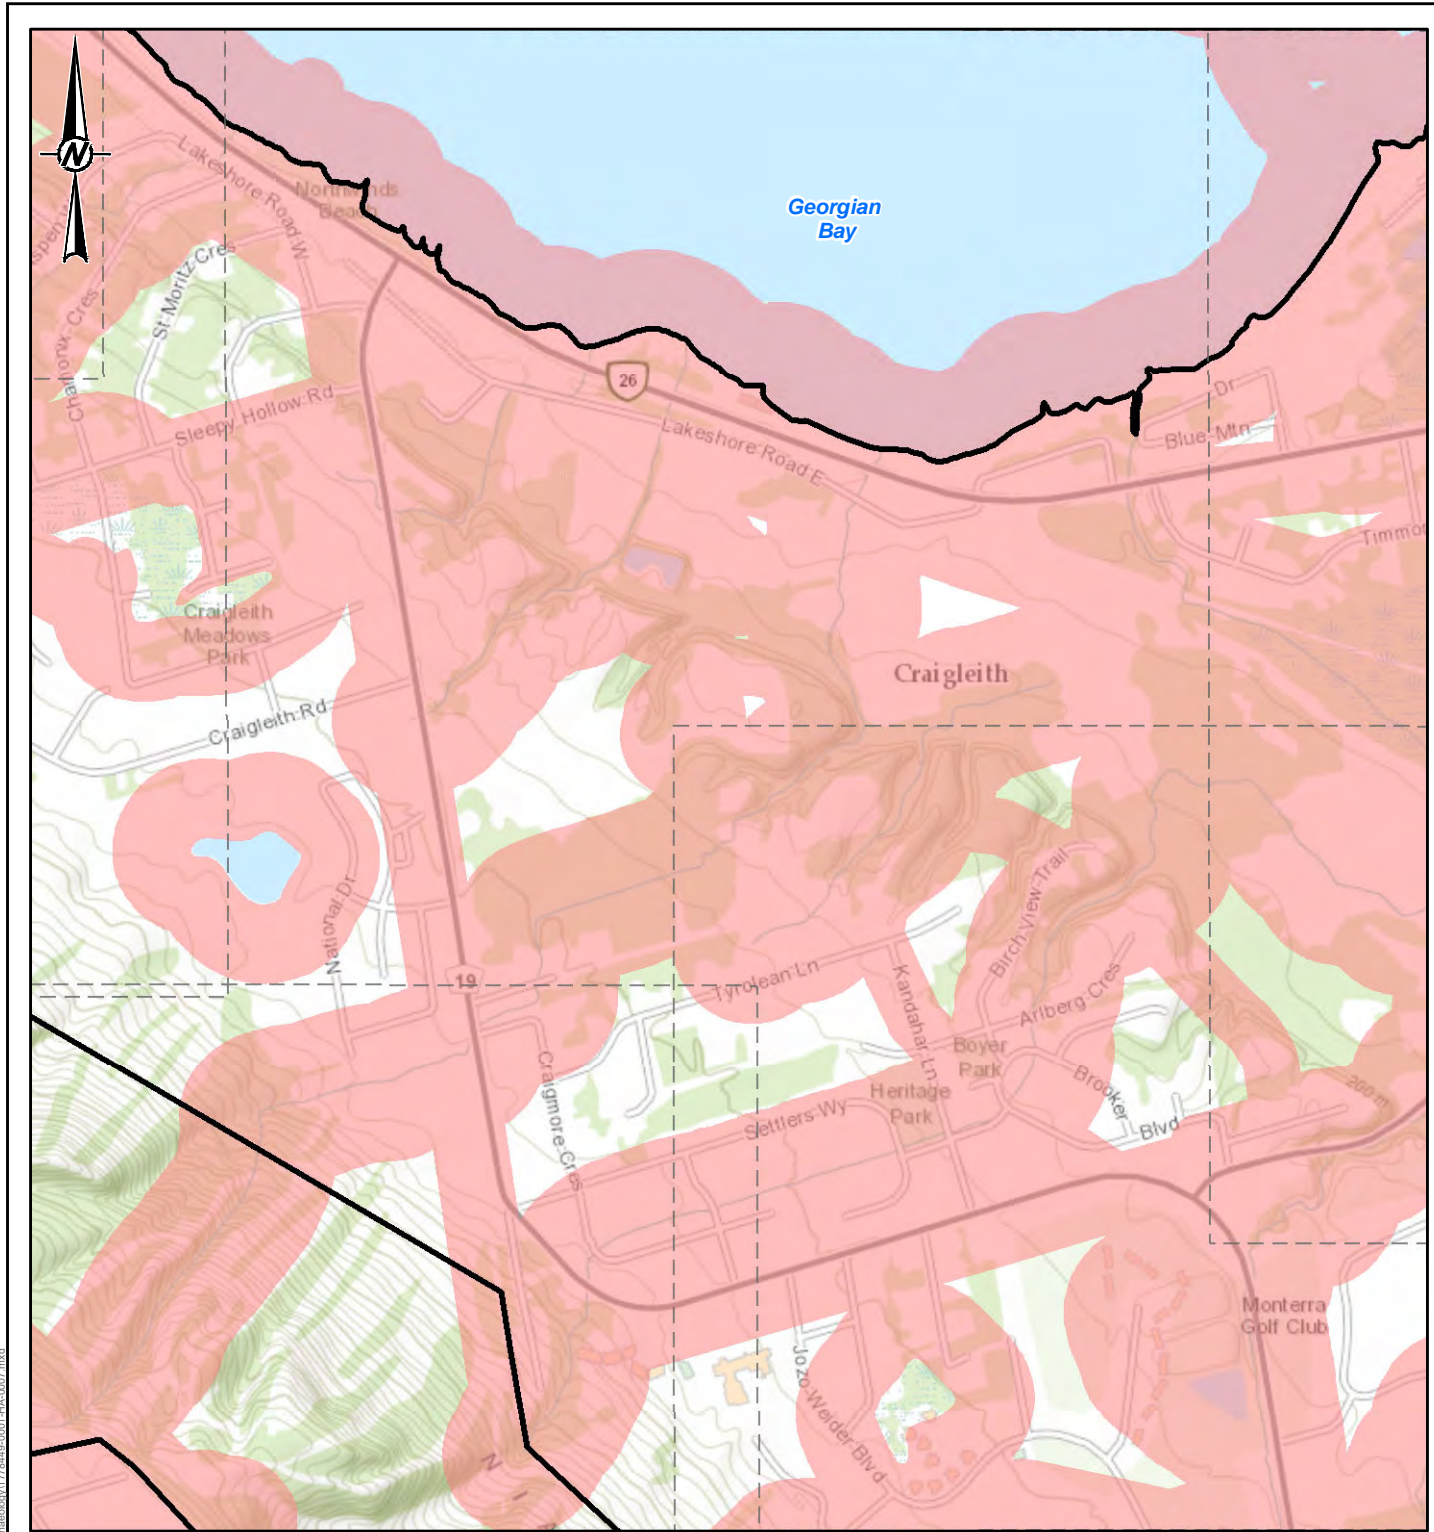 N
Georgian
Bay
Lakeshore Road W
Northwinds
Beach
St Moritz Cres
Chamonix Cres
26
Dr
Blue Mtn
Sleepy Hollow Rd
Lakeshore Road E
Craigleith
Meadows
Park
Craigleith
Craigleith Rd
National Dr
Birch View Trail
19
Tyrolean Ln
Kandahar Ln
Arlberg Cres
Boyer
Park
Heritage
Park
Brooker
Blvd
260 m
Craigmore Cres
Settlers Wy
Monterra
Golf Club
Jozo Weider Blvd
N
I